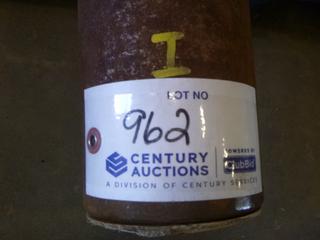 I
LOT NO
962
CENTURY
AUCTIONS
POWERED BY
ClubBid
A DIVISION OF CENTURY SERVICES